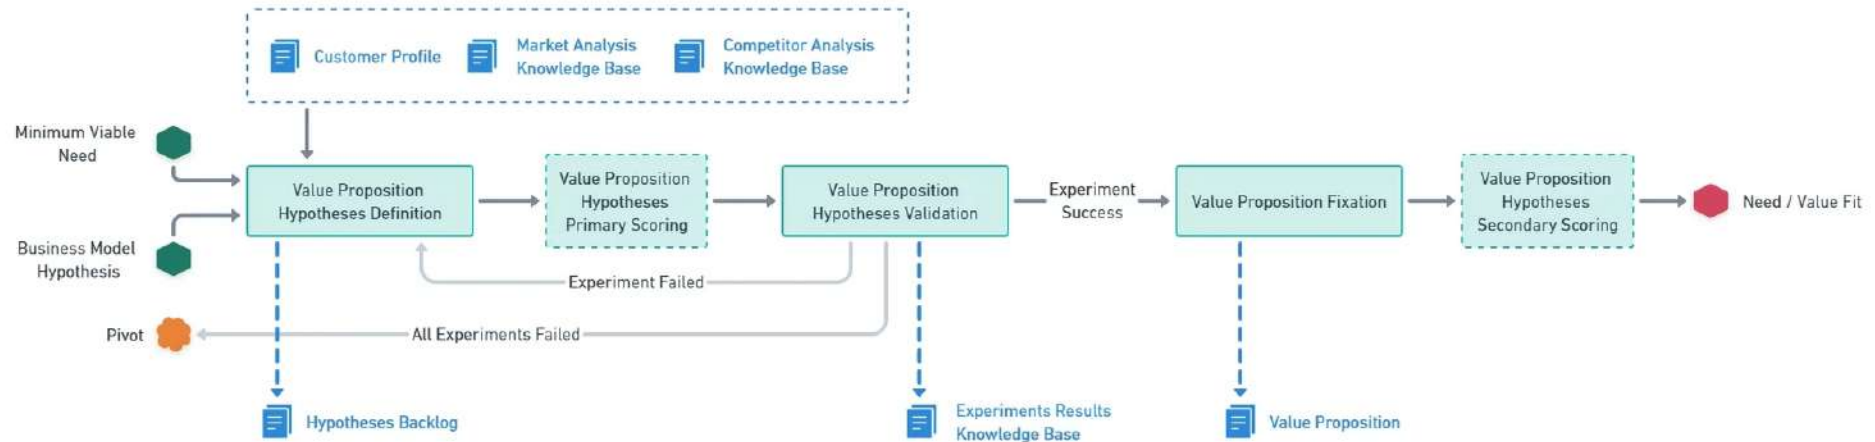 Customer Profile
Market Analysis
Knowledge Base
Competitor Analysis
Knowledge Base
Minimum Viable
Need
Business Model
Hypothesis
Value Proposition
Hypotheses Definition
Value Proposition
Hypotheses
Primary Scoring
Value Proposition
Hypotheses Validation
Experiment
Success
Value Proposition Fixation
Value Proposition
Hypotheses
Secondary Scoring
Need / Value Fit
Experiment Failed
Pivot
All Experiments Failed
Hypotheses Backlog
Experiments Results
Knowledge Base
Value Proposition